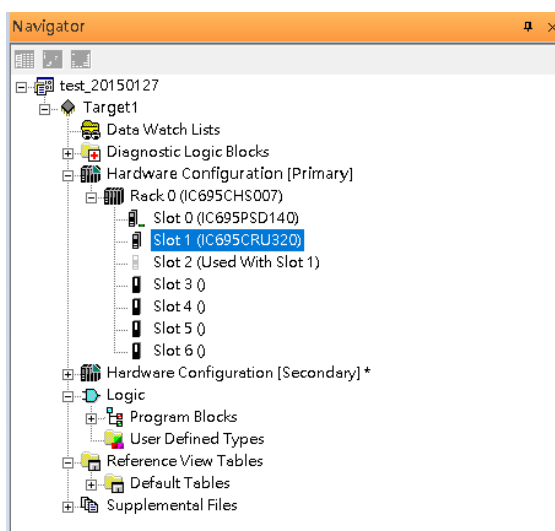 Navigator
test_20150127
Target1
Data Watch Lists
Diagnostic Logic Blocks
Hardware Configuration [Primary]
Rack 0 (IC695CHS007)
Slot 0 (IC695PSD140)
Slot 1 (IC695CRU320)
Slot 2 (Used With Slot 1)
Slot 3 ()
Slot 4 ()
Slot 5 ()
Slot 6 ()
Hardware Configuration [Secondary] *
Logic
Program Blocks
User Defined Types
Reference View Tables
Default Tables
Supplemental Files